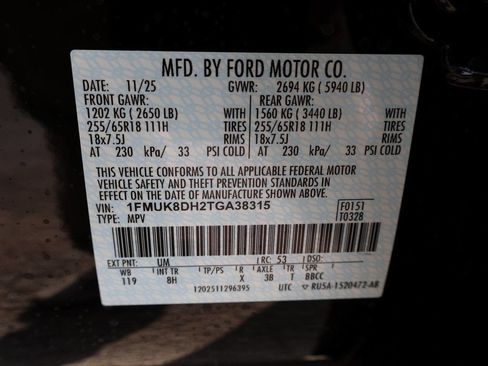 MFD. BY FORD MOTOR CO.
DATE: 11/25 GVWR: 2694 KG ( 5940 LB)
FRONT GAWR: REAR GAWR:
1202 KG ( 2650 LB) WITH 1560 KG ( 3440 LB) WITH
255/65R18 111H TIRES 255/65R18 111H TIRES
18x7.5J RIMS 18x7.5J RIMS
AT 230 kPa/ 33 PSI COLD AT 230 kPa/ 33 PSI COLD
THIS VEHICLE CONFORMS TO ALL APPLICABLE FEDERAL MOTOR
VEHICLE SAFETY AND THEFT PREVENTION STANDARDS IN
EFFECT ON THE DATE OF MANUFACTURE SHOWN ABOVE.
VIN: 1FMUK8DH2TGA38315 F0151
TYPE: MPV T0328
EXT PNT: UM RC: 53 DSO:
WB INT TR TP/PS R AXLE TR SPR
119 8H X 3B T BBCC
1202511296395 UTC RU5A-1520472-AB